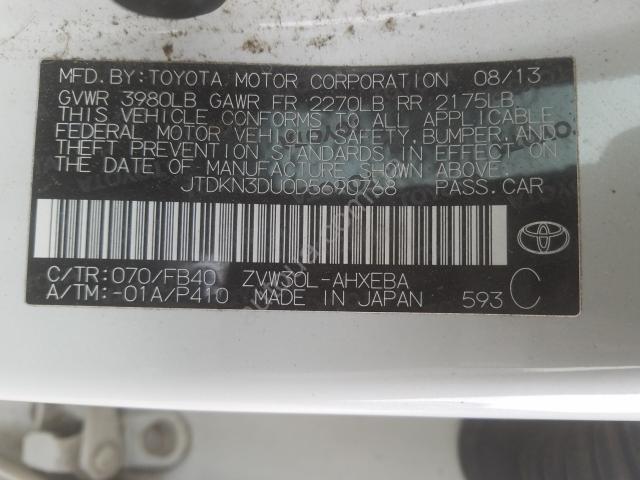 MFD.BY:TOYOTA MOTOR CORPORATION 08/13
GVWR 3980LB GAWR FR 2270LB RR 2175LB
THIS VEHICLE CONFORMS TO ALL APPLICABLE
FEDERAL MOTOR VEHICLE SAFETY,BUMPER,AND
THEFT PREVENTION STANDARDS IN EFFECT ON
THE DATE OF MANUFACTURE SHOWN ABOVE.
JTDKN3DU0D5690768 PASS.CAR
C/TR:070/FB40 ZVW30L-AHXEBA
A/TM:-01A/P410 MADE IN JAPAN 593 C